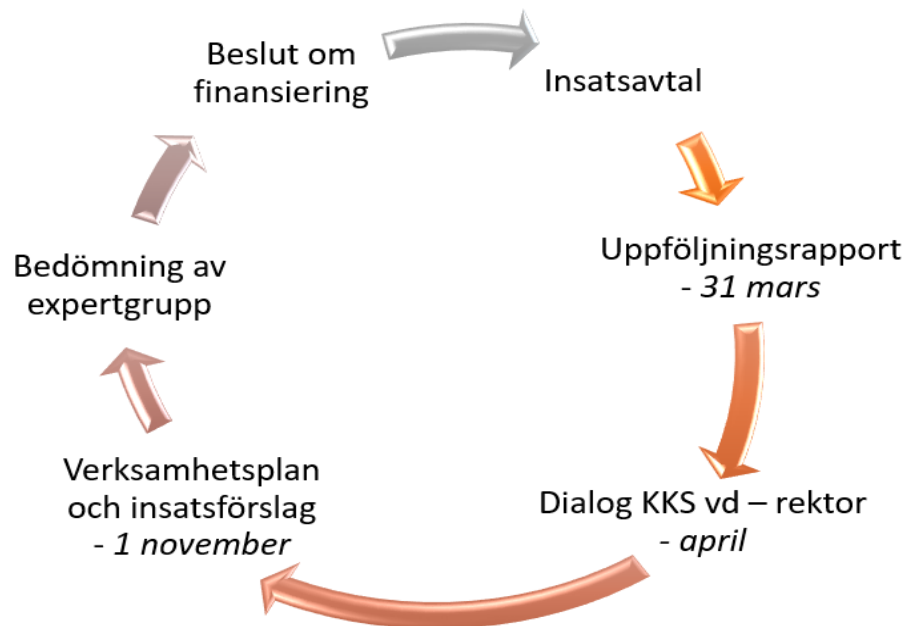 Beslut om
finansiering
Insatsavtal
Uppföljningsrapport
- 31 mars
Dialog KKS vd – rektor
- april
Verksamhetsplan
och insatsförslag
- 1 november
Bedömning av
expertgrupp